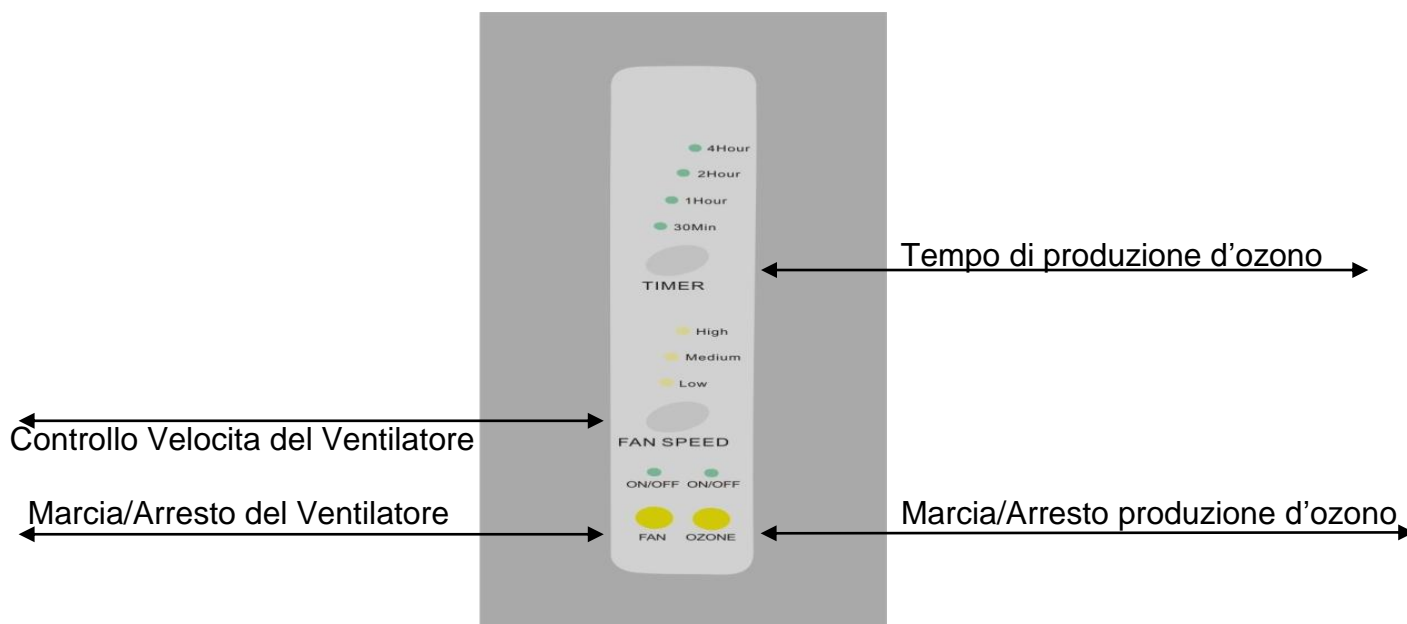 4Hour
2Hour
1Hour
30Min
TIMER
Tempo di produzione d’ozono
High
Medium
Low
FAN SPEED
Controllo Velocita del Ventilatore
ON/OFF ON/OFF
Marcia/Arresto del Ventilatore
Marcia/Arresto produzione d’ozono
FAN OZONE